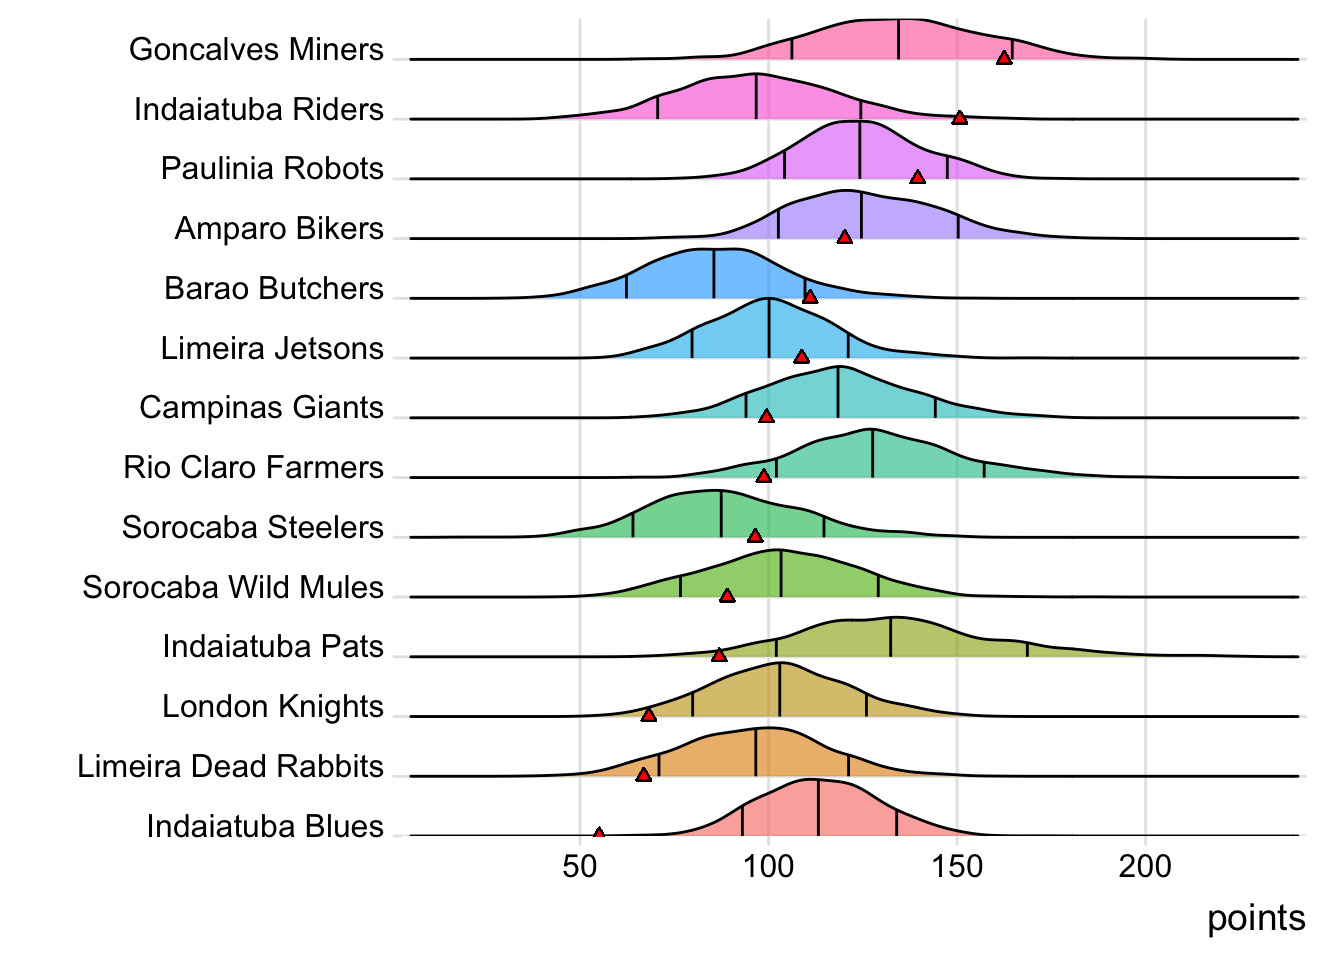 Goncalves Miners
Indaiatuba Riders
Paulinia Robots
Amparo Bikers
Barao Butchers
Limeira Jetsons
Campinas Giants
Rio Claro Farmers
Sorocaba Steelers
Sorocaba Wild Mules
Indaiatuba Pats
London Knights
Limeira Dead Rabbits
Indaiatuba Blues
50 100 150 200
points